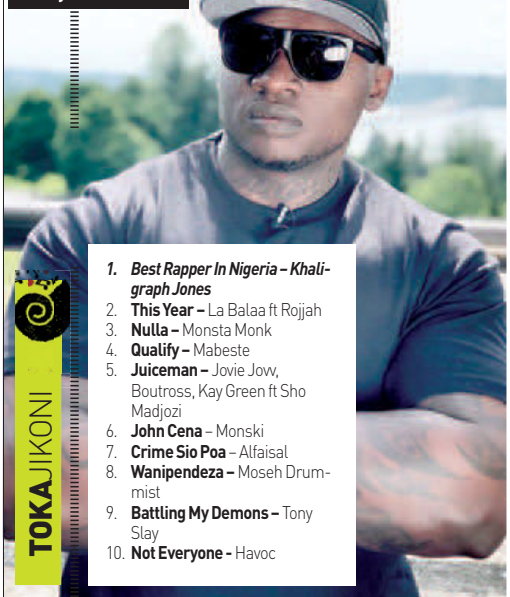 TOKAJIKONI
1. Best Rapper In Nigeria – Khali-
graph Jones
2. This Year – La Balaa ft Rojjah
3. Nulla – Monsta Monk
4. Qualify – Mabeste
5. Juiceman – Jovie Jovv,
Boutross, Kay Green ft Sho
Madjozi
6. John Cena – Monski
7. Crime Sio Poa – Alfaisal
8. Wanipendeza – Moseh Drum-
mist
9. Battling My Demons – Tony
Slay
10. Not Everyone - Havoc